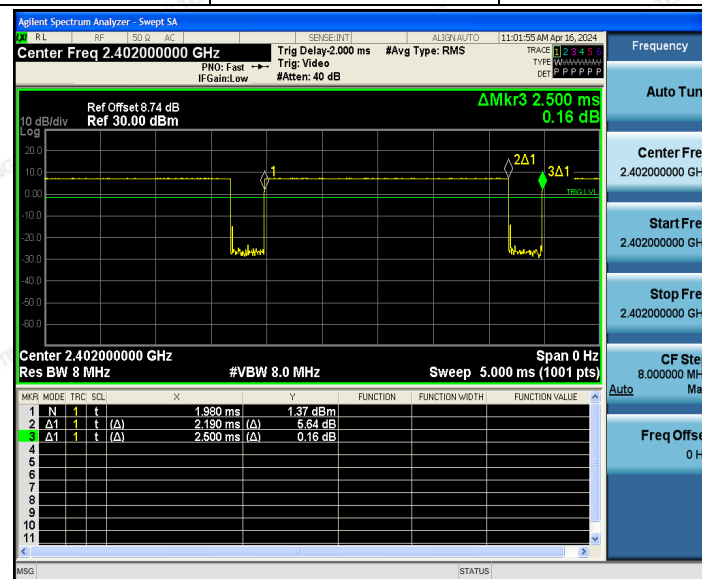 Agilent Spectrum Analyzer - Swept SA
LXI RL RF 50 Ω AC SENSE:INT ALIGNAUTO 11:01:55 AM Apr 16, 2024
Center Freq 2.402000000 GHz Trig Delay-2.000 ms #Avg Type: RMS TRACE 1 2 3 4 5 6
PNO: Fast Trig: Video TYPE WWWWWW
IFGain:Low #Atten: 40 dB DET P P P P P P
Frequency
ΔMkr3 2.500 ms
0.16 dB
Ref Offset 8.74 dB
10 dB/div Ref 30.00 dBm
Log
20.0
10.0
0.00
-10.0
-20.0
-30.0
-40.0
-50.0
-60.0
1
2Δ1
3Δ1
TRIG LVL
Center 2.402000000 GHz Span 0 Hz
Res BW 8 MHz #VBW 8.0 MHz Sweep 5.000 ms (1001 pts)
MKR MODE TRC SCL X Y FUNCTION FUNCTION WIDTH FUNCTION VALUE
1 N 1 t 1.980 ms 1.37 dBm
2 Δ1 1 t (Δ) 2.190 ms (Δ) 5.64 dB
3 Δ1 1 t (Δ) 2.500 ms (Δ) 0.16 dB
4
5
6
7
8
9
10
11
MSG STATUS
Auto Tun
Center Fre
2.402000000 GH
Start Fre
2.402000000 GH
Stop Fre
2.402000000 GH
CF Ste
8.000000 MH
Auto Ma
Freq Offse
0 H